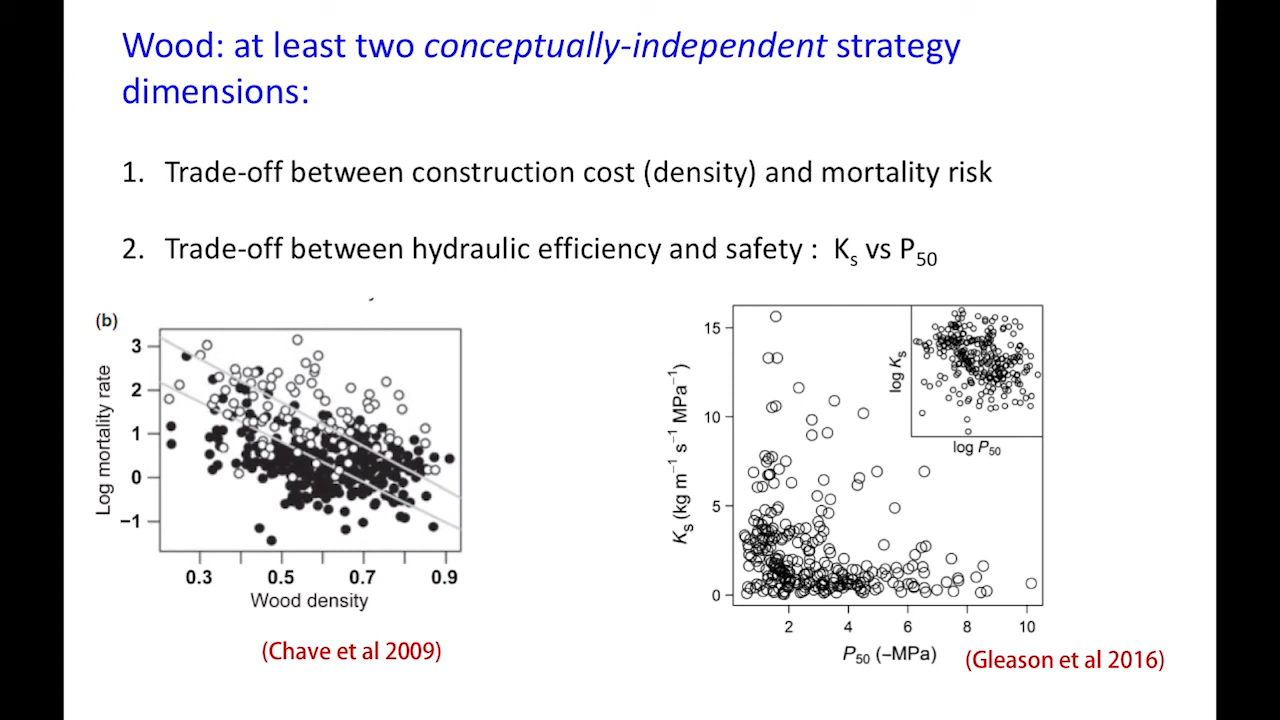 Wood: at least two conceptually-independent strategy
dimensions:
1. Trade-off between construction cost (density) and mortality risk
2. Trade-off between hydraulic efficiency and safety : Ks vs P50
(b)
3
2
1
0
−1
Log mortality rate
0.3 0.5 0.7 0.9
Wood density
(Chave et al 2009)
15
10
5
0
Ks (kg m−1 s−1 MPa−1)
log Ks
log P50
2 4 6 8 10
P50 (−MPa)
(Gleason et al 2016)